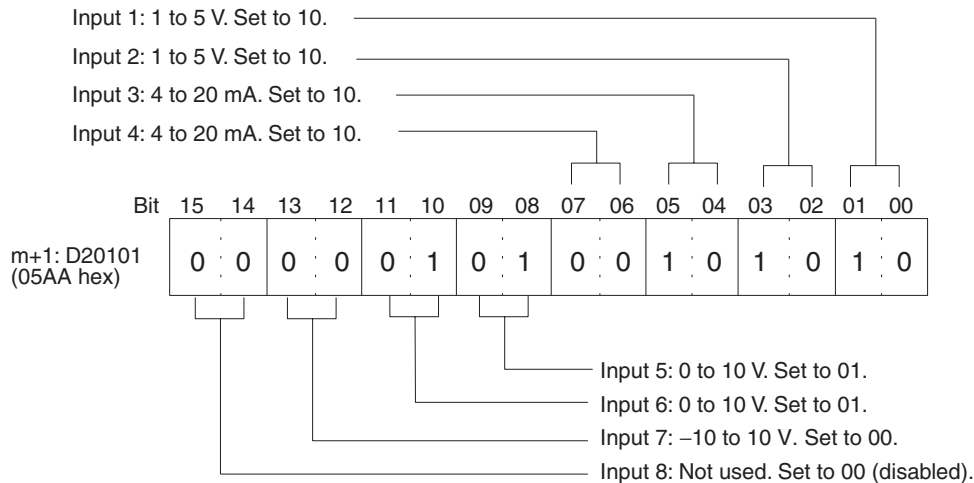 Input 1: 1 to 5 V. Set to 10.
Input 2: 1 to 5 V. Set to 10.
Input 3: 4 to 20 mA. Set to 10.
Input 4: 4 to 20 mA. Set to 10.
Bit 15 14 13 12 11 10 09 08 07 06 05 04 03 02 01 00
m+1: D20101
(05AA hex)
0 0 0 0 0 1 0 1 0 0 1 0 1 0 1 0
Input 5: 0 to 10 V. Set to 01.
Input 6: 0 to 10 V. Set to 01.
Input 7: −10 to 10 V. Set to 00.
Input 8: Not used. Set to 00 (disabled).